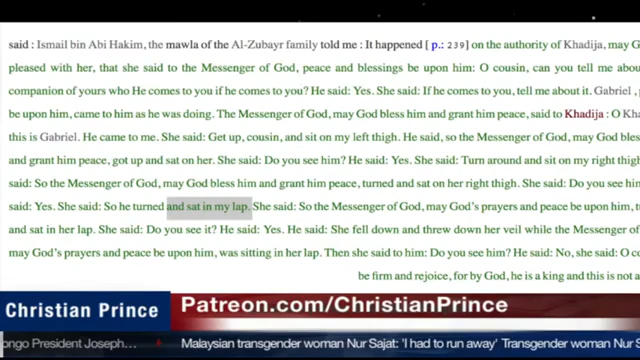 said : Ismail bin Abi Hakim, the mawla of the Al-Zubayr family told me : It happened [ p.: 239] on the authority of Khadija, may G
pleased with her, that she said to the Messenger of God, peace and blessings be upon him: O cousin, can you tell me abou
companion of yours who He comes to you if he comes to you? He said: Yes. She said: If he comes to you, tell me about it. Gabriel ,
be upon him, came to him as he was doing. The Messenger of God, may God bless him and grant him peace, said to Khadija : O Kha
this is Gabriel. He came to me. She said: Get up, cousin, and sit on my left thigh. He said, so the Messenger of God, may God bless
and grant him peace, got up and sat on her. She said: Do you see him? He said: Yes. She said: Turn around and sit on my right thigh
said: So the Messenger of God, may God bless him and grant him peace, turned and sat on her right thigh. She said: Do you see him
said: Yes. She said: So he turned and sat in my lap. She said: So the Messenger of God, may God's prayers and peace be upon him, t
and sat in her lap. She said: Do you see it? He said: Yes. He said: She fell down and threw down her veil while the Messenger of
may God's prayers and peace be upon him, was sitting in her lap. Then she said to him: Do you see him? He said: No, she said, O co
be firm and rejoice, for by God, he is a king and this is not a
Christian Prince
Patreon.com/ChristianPrince
ongo President Joseph... Malaysian transgender woman Nur Sajat: 'I had to run away' Transgender woman Nur S